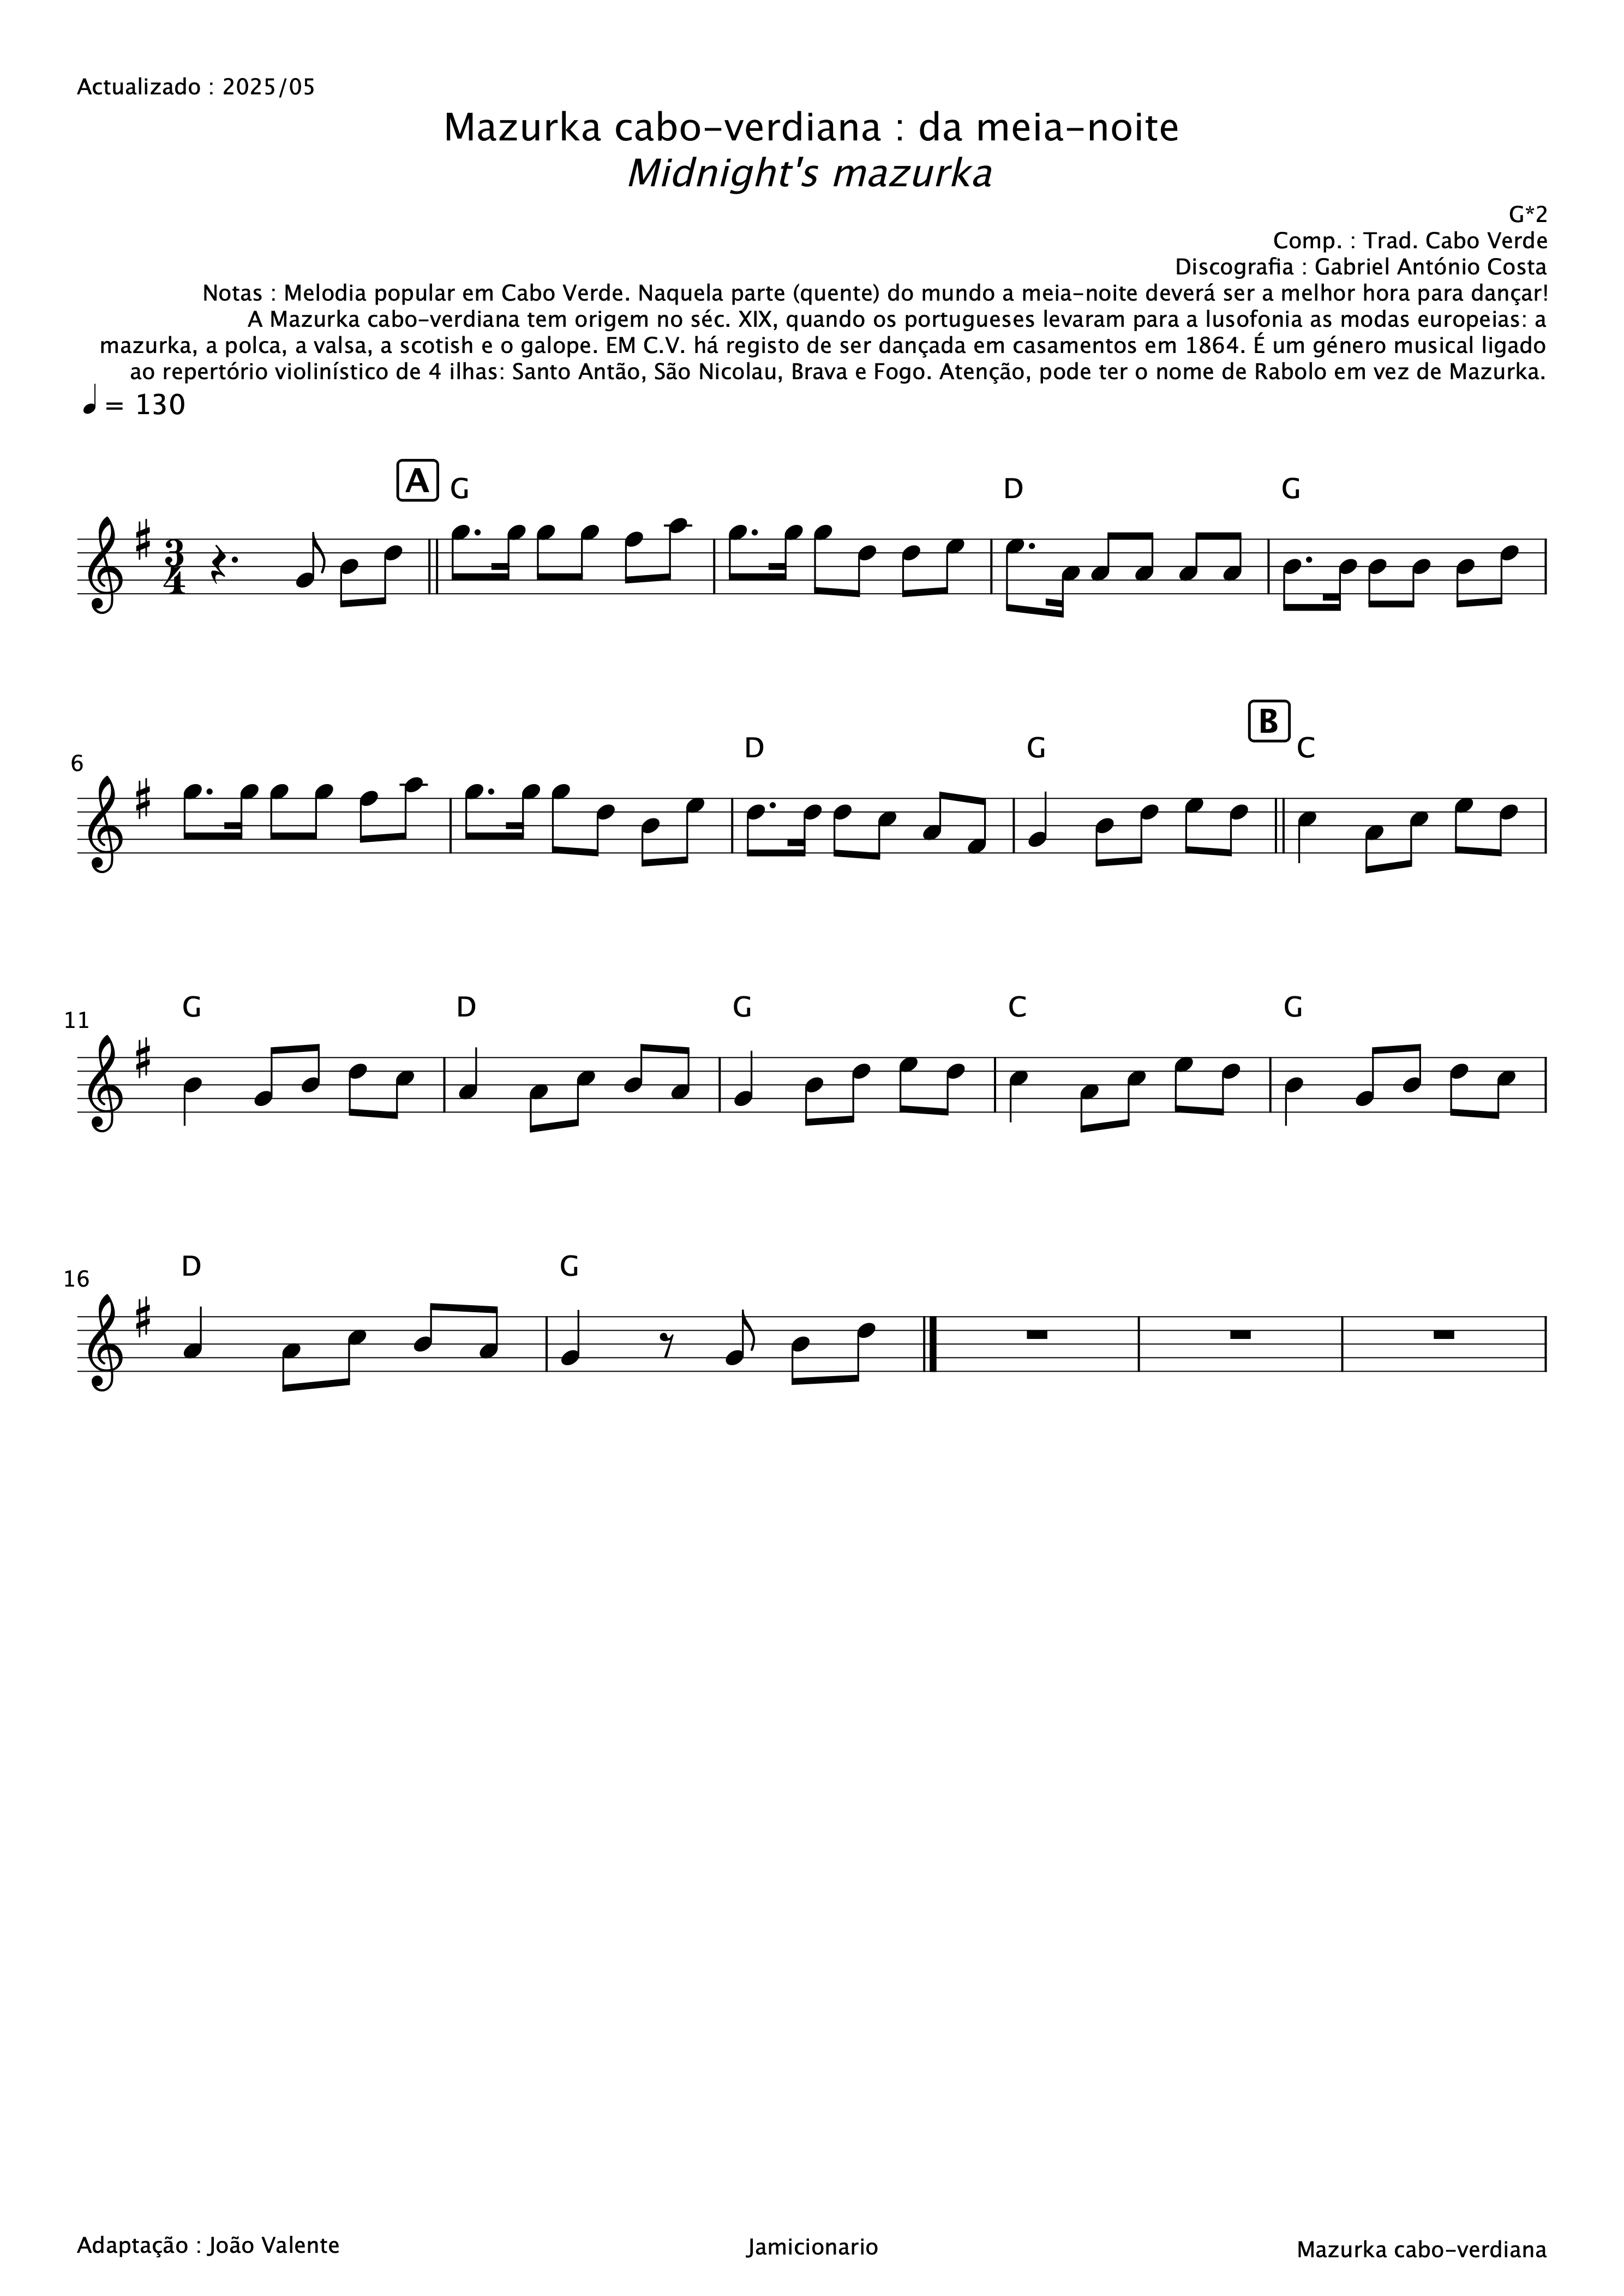 Actualizado : 2025/05
Mazurka cabo-verdiana : da meia-noite
Midnight's mazurka
G*2
Comp. : Trad. Cabo Verde
Discografia : Gabriel António Costa
Notas : Melodia popular em Cabo Verde. Naquela parte (quente) do mundo a meia-noite deverá ser a melhor hora para dançar!
A Mazurka cabo-verdiana tem origem no séc. XIX, quando os portugueses levaram para a lusofonia as modas europeias: a
mazurka, a polca, a valsa, a scotish e o galope. EM C.V. há registo de ser dançada em casamentos em 1864. É um género musical ligado
ao repertório violinístico de 4 ilhas: Santo Antão, São Nicolau, Brava e Fogo. Atenção, pode ter o nome de Rabolo em vez de Mazurka.
= 130
A G D G
3
4
B
6 D G C
11 G D G C G
16 D G
Adaptação : João Valente Jamicionario Mazurka cabo-verdiana